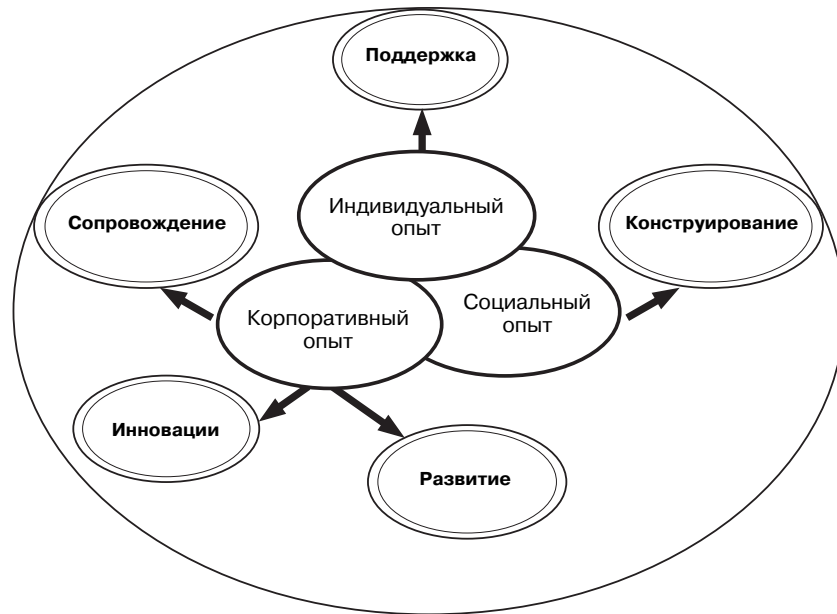 Поддержка
Индивидуальный
опыт
Сопровождение
Конструирование
Корпоративный
опыт
Социальный
опыт
Инновации
Развитие